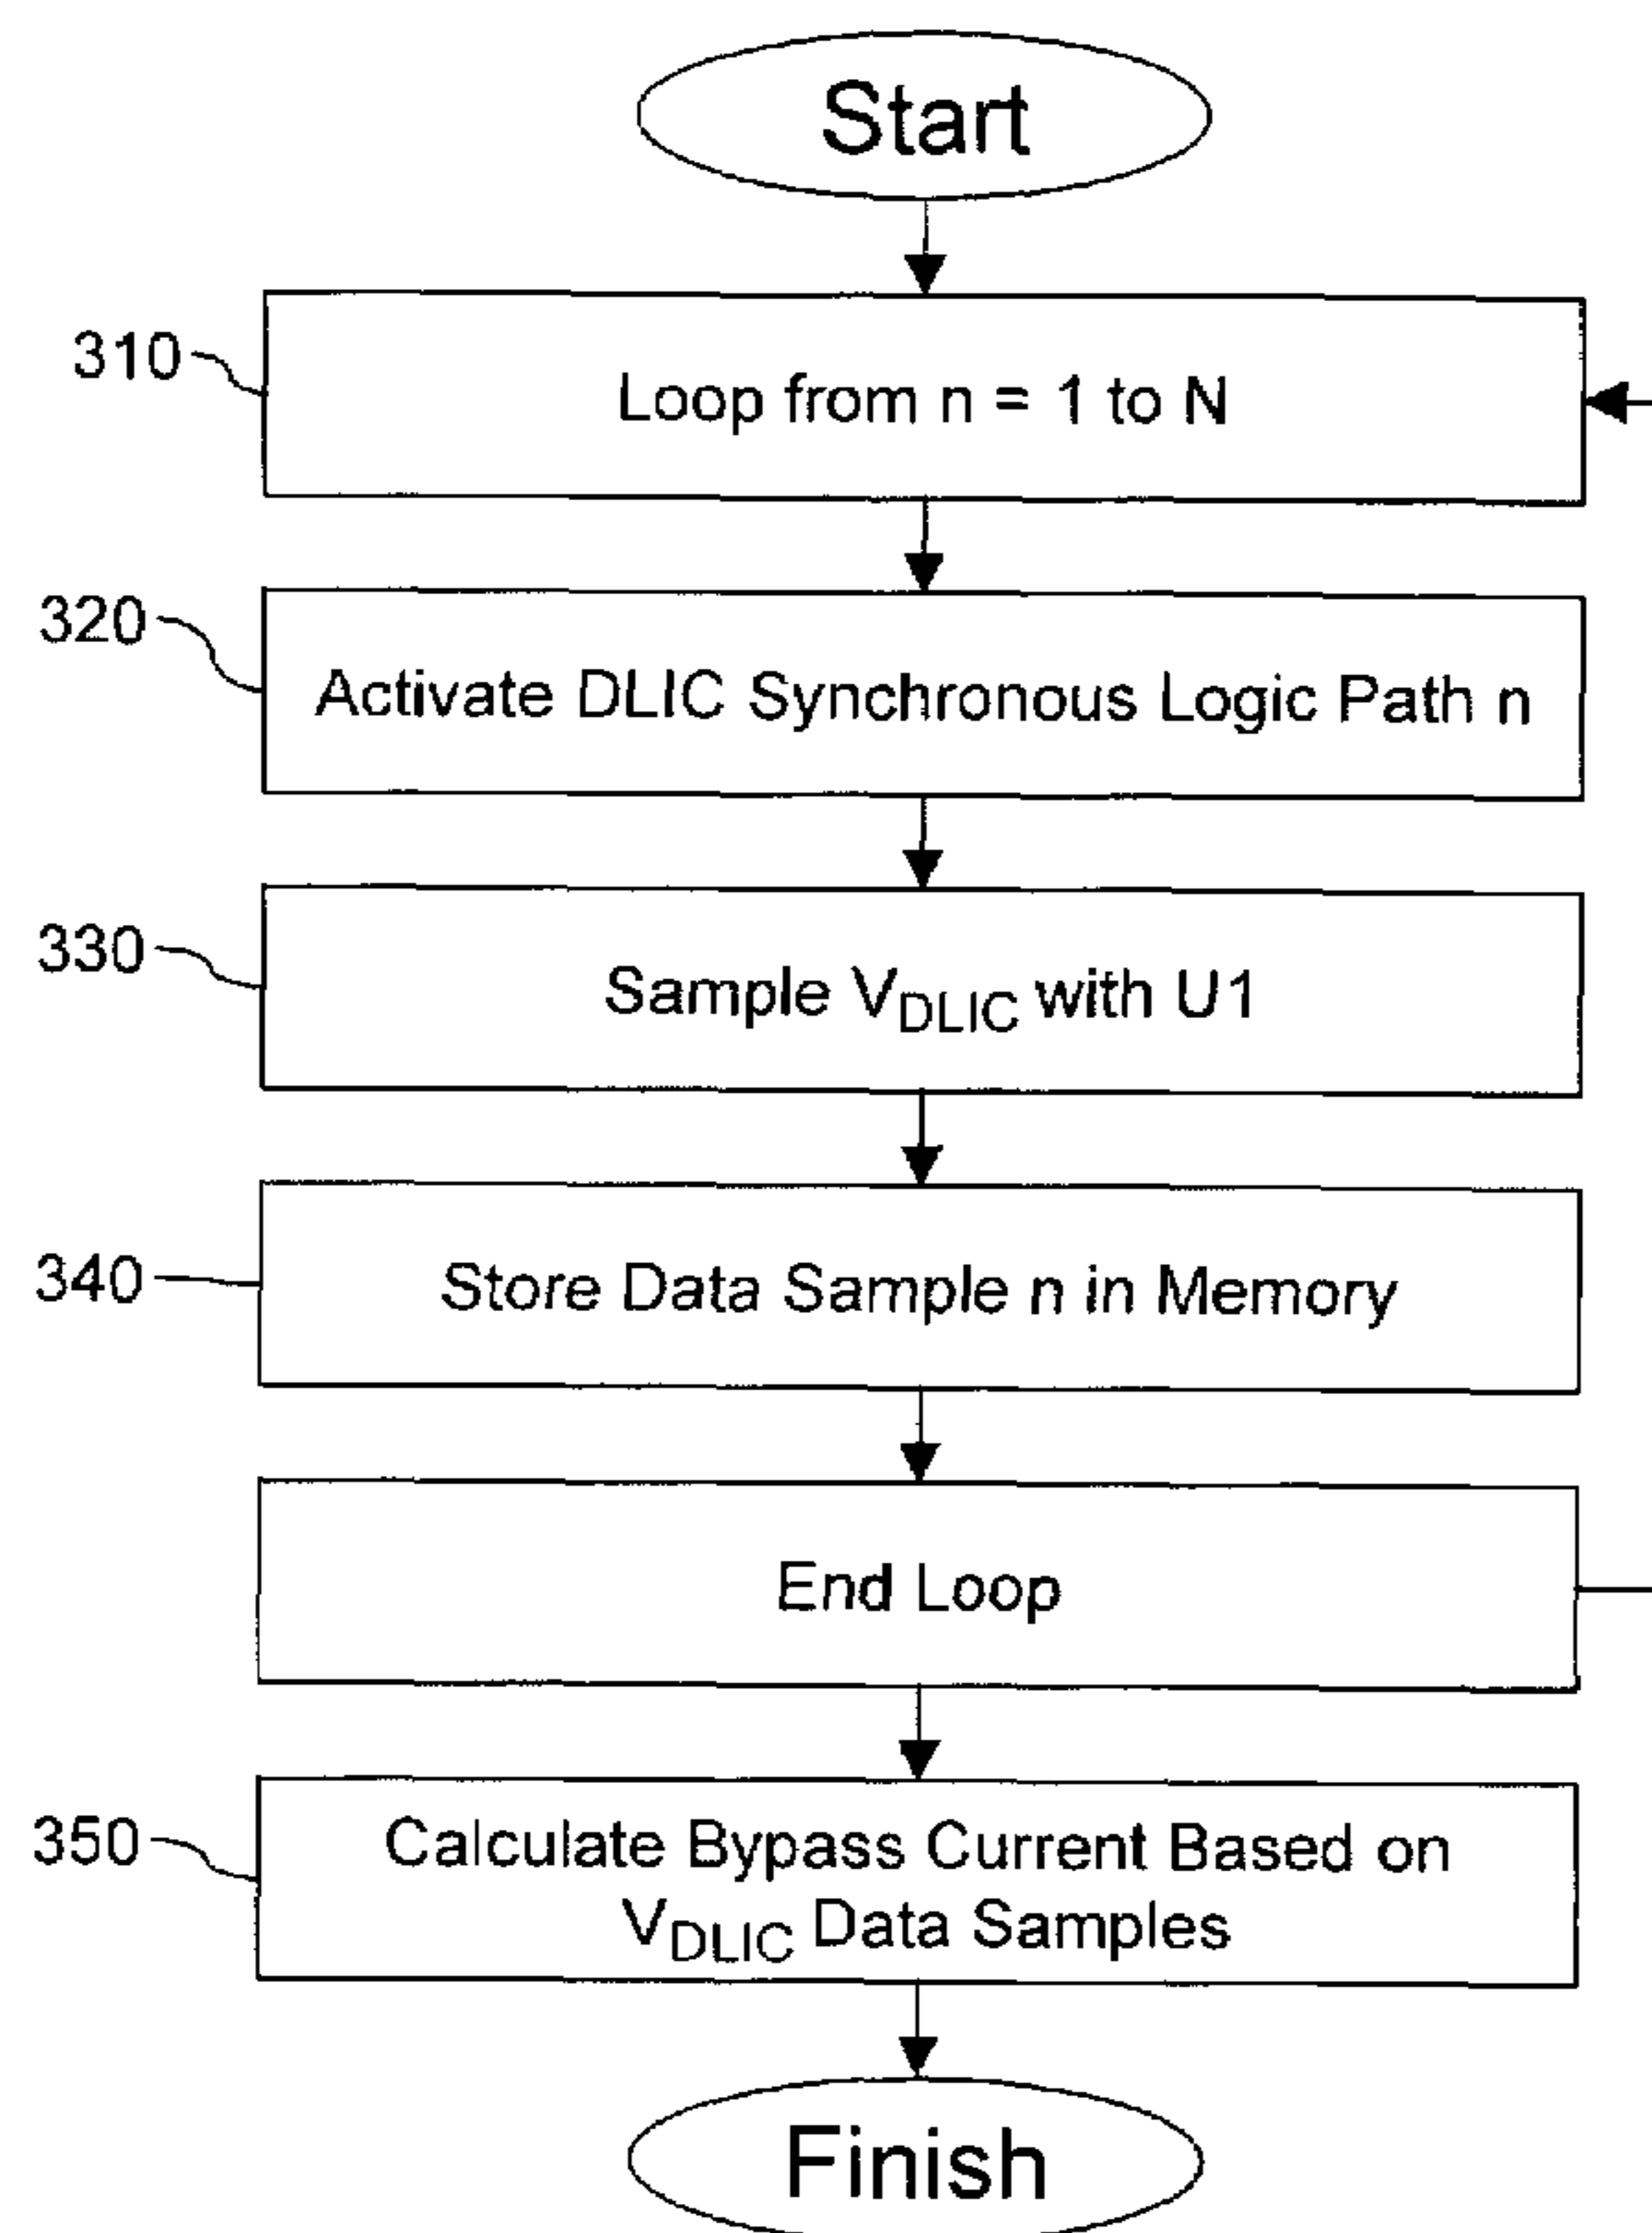 Start
310
Loop from n = 1 to N
320
Activate DLIC Synchronous Logic Path n
330
Sample VDLIC with U1
340
Store Data Sample n in Memory
End Loop
350
Calculate Bypass Current Based on
VDLIC Data Samples
Finish